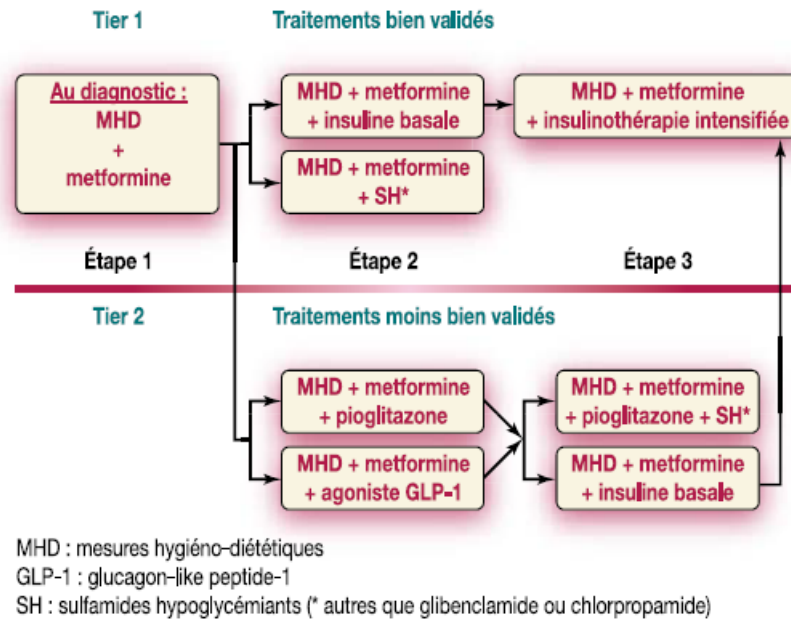 Tier 1
Traitements bien validés
Au diagnostic :
MHD
+
metformine
MHD + metformine
+ insuline basale
MHD + metformine
+ insulinothérapie intensifiée
MHD + metformine
+ SH*
Étape 1
Étape 2
Étape 3
Tier 2
Traitements moins bien validés
MHD + metformine
+ pioglitazone
MHD + metformine
+ pioglitazone + SH*
MHD + metformine
+ agoniste GLP-1
MHD + metformine
+ insuline basale
MHD : mesures hygiéno-diététiques
GLP-1 : glucagon-like peptide-1
SH : sulfamides hypoglycémiants (* autres que glibenclamide ou chlorpropamide)